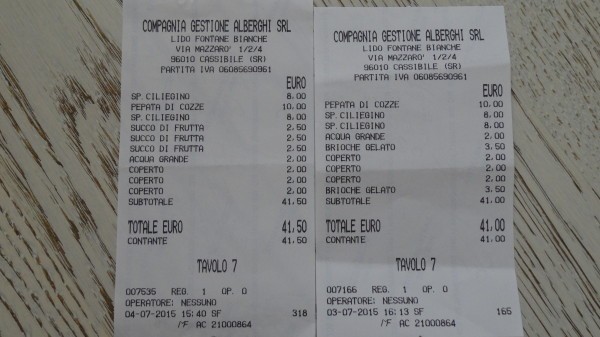 COMPAGNIA GESTIONE ALBERGHI SRL
LIDO FONTANE BIANCHE
VIA MAZZARO' 1/2/4
96010 CASSIBILE (SR)
PARTITA IVA 06085690961
EURO
SP.CILIEGINO 8,00
PEPATA DI COZZE 10,00
SP.CILIEGINO 8,00
SUCCO DI FRUTTA 2,50
SUCCO DI FRUTTA 2,50
SUCCO DI FRUTTA 2,50
ACQUA GRANDE 2,00
COPERTO 2,00
COPERTO 2,00
COPERTO 2,00
SUBTOTALE 41,50
TOTALE EURO 41,50
CONTANTE 41,50
TAVOLO 7
007535 REG. 1 OP. 0
OPERATORE: NESSUNO
04-07-2015 15:40 SF 318
/F AC 21000864
COMPAGNIA GESTIONE ALBERGHI SRL
LIDO FONTANE BIANCHE
VIA MAZZARO' 1/2/4
96010 CASSIBILE (SR)
PARTITA IVA 06085690961
EURO
PEPATA DI COZZE 10,00
SP.CILIEGINO 8,00
SP.CILIEGINO 8,00
ACQUA GRANDE 2,00
BRIOCHE GELATO 3,50
COPERTO 2,00
COPERTO 2,00
COPERTO 2,00
BRIOCHE GELATO 3,50
SUBTOTALE 41,00
TOTALE EURO 41,00
CONTANTE 41,00
TAVOLO 7
007166 REG. 1 OP. 0
OPERATORE: NESSUNO
03-07-2015 16:13 SF 165
/F AC 21000864